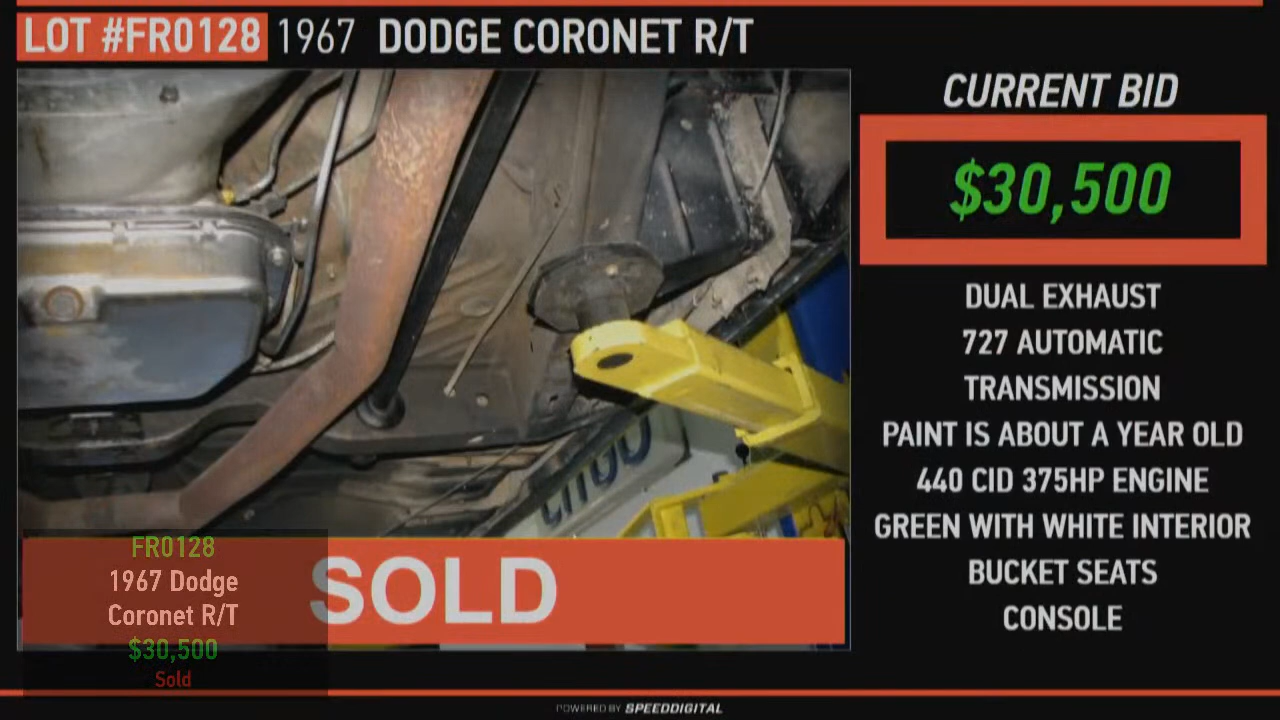 LOT #FR0128 1967 DODGE CORONET R/T
CURRENT BID
$30,500
DUAL EXHAUST
727 AUTOMATIC
TRANSMISSION
PAINT IS ABOUT A YEAR OLD
440 CID 375HP ENGINE
GREEN WITH WHITE INTERIOR
BUCKET SEATS
CONSOLE
SOLD
FR0128
1967 Dodge
Coronet R/T
$30,500
Sold
POWERED BY SPEEDDIGITAL